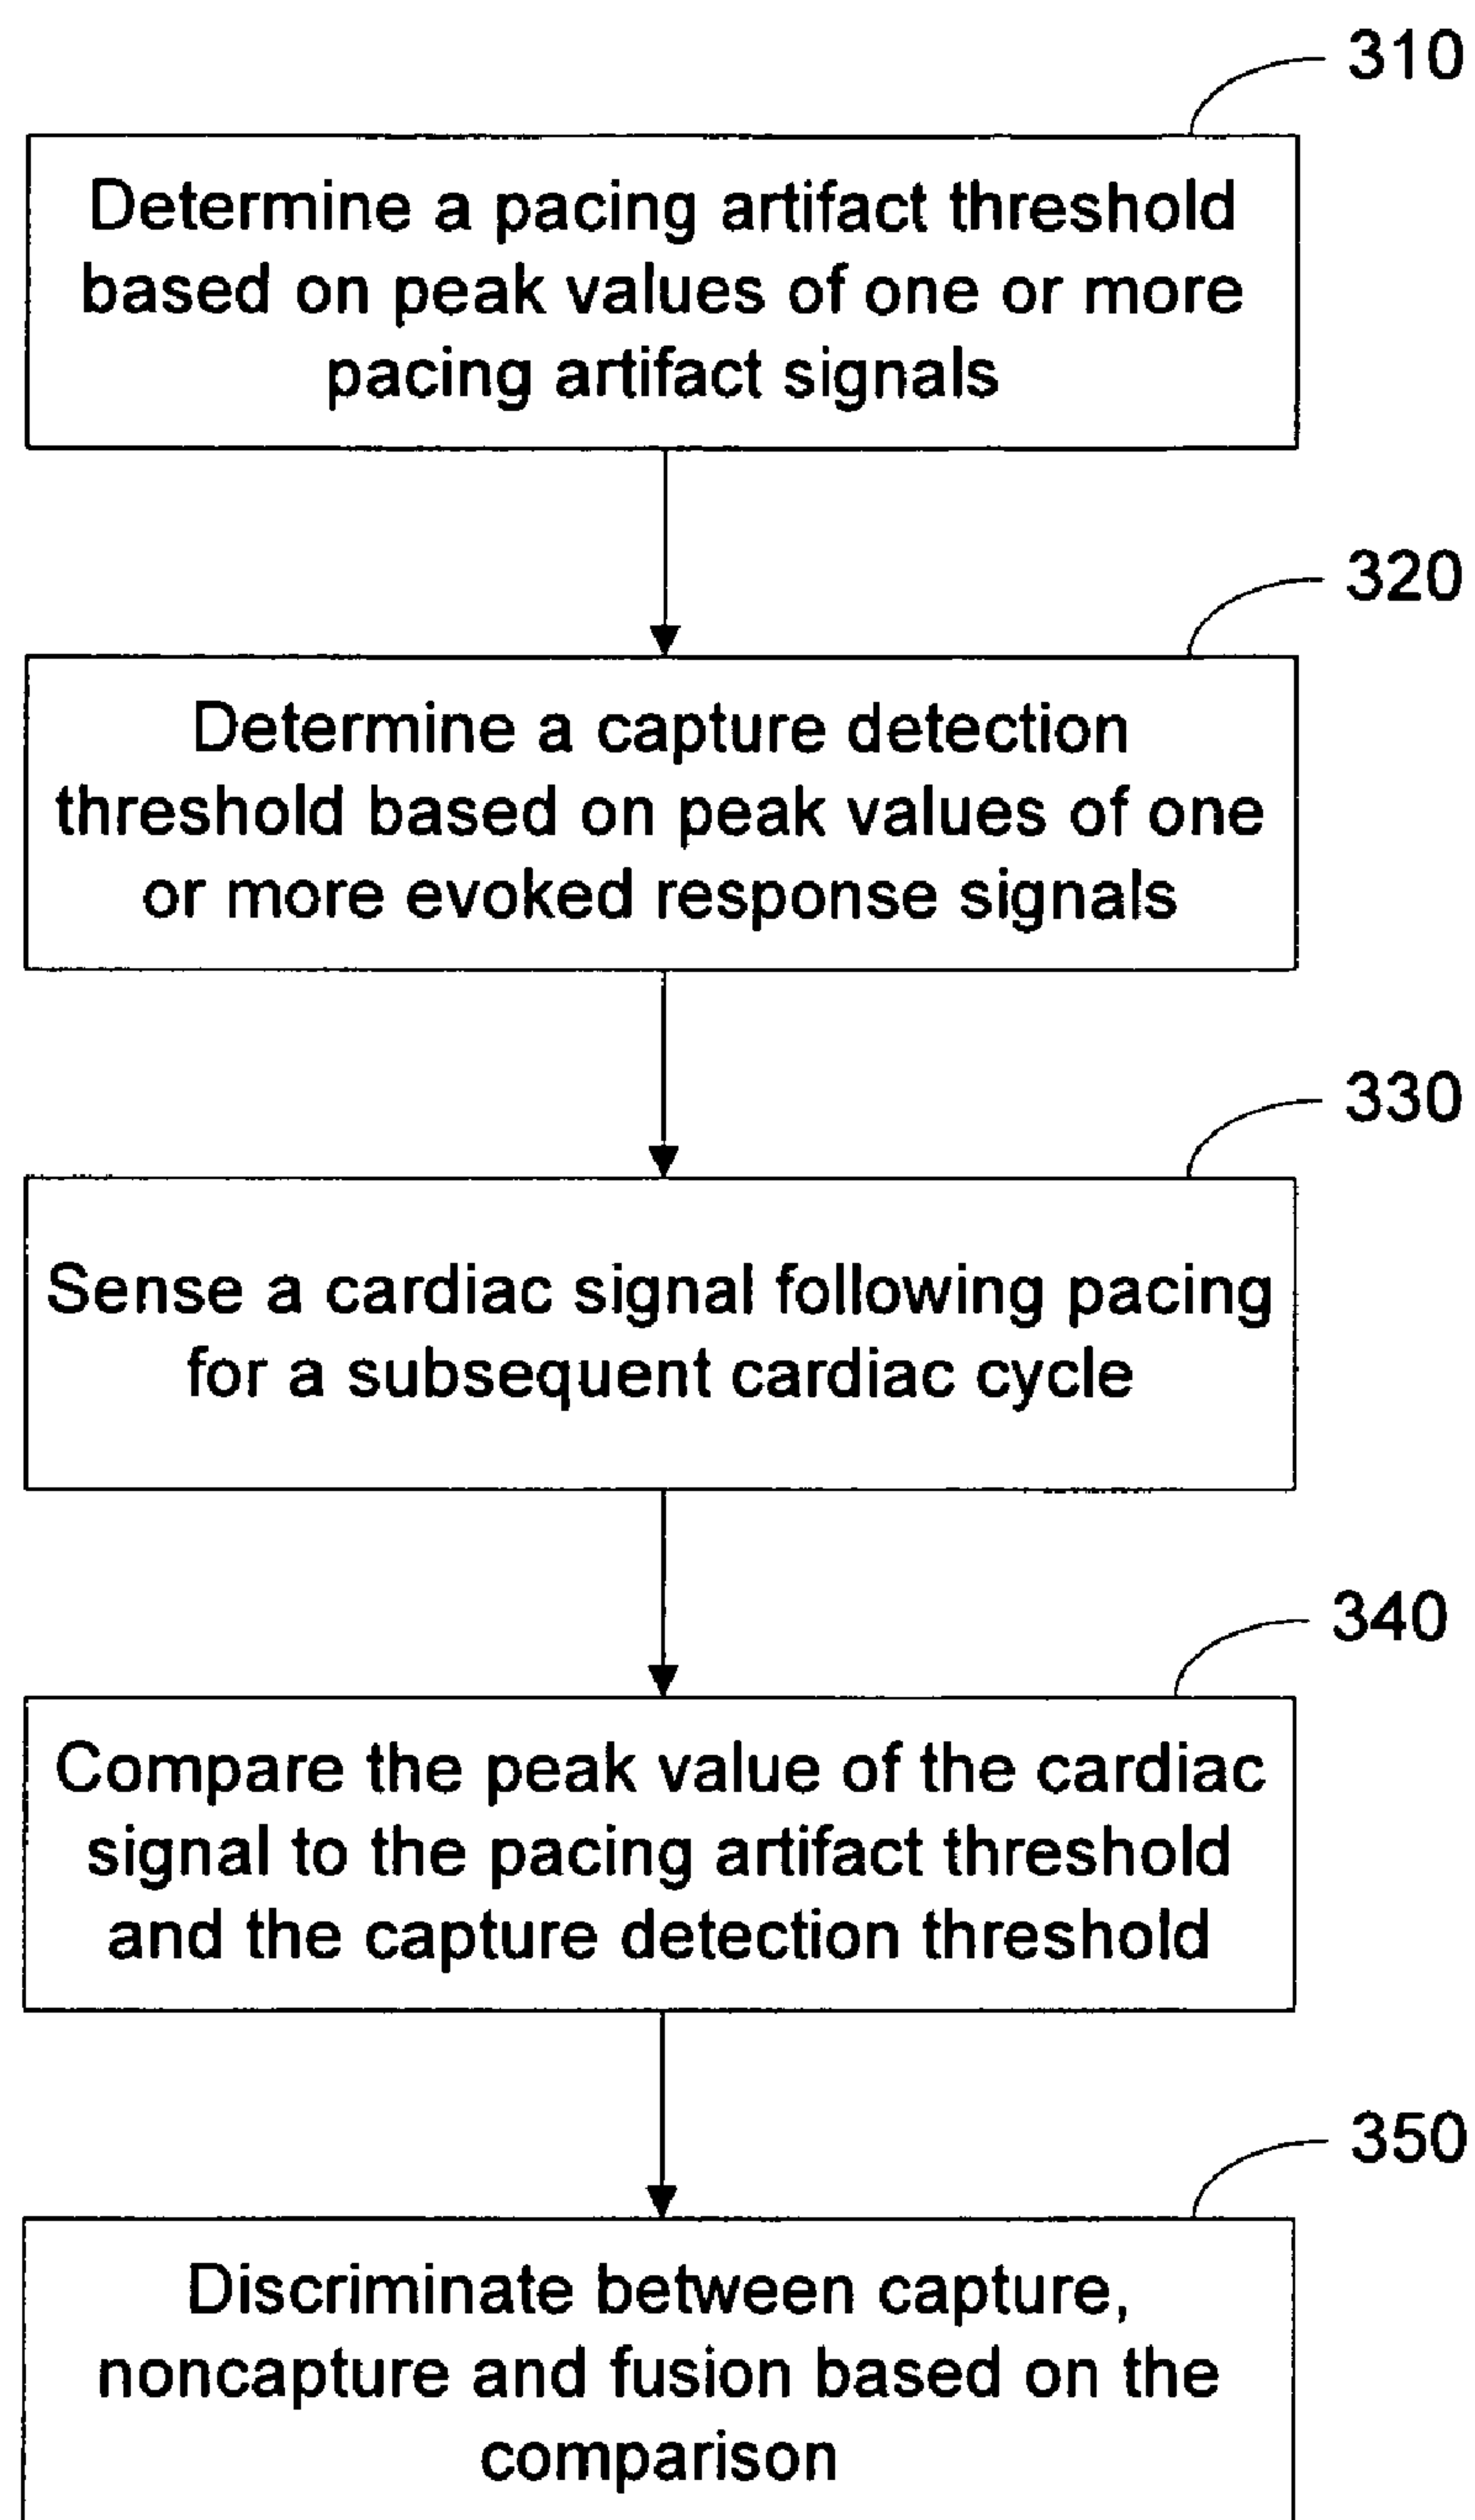 310
Determine a pacing artifact threshold
based on peak values of one or more
pacing artifact signals
320
Determine a capture detection
threshold based on peak values of one
or more evoked response signals
330
Sense a cardiac signal following pacing
for a subsequent cardiac cycle
340
Compare the peak value of the cardiac
signal to the pacing artifact threshold
and the capture detection threshold
350
Discriminate between capture,
noncapture and fusion based on the
comparison